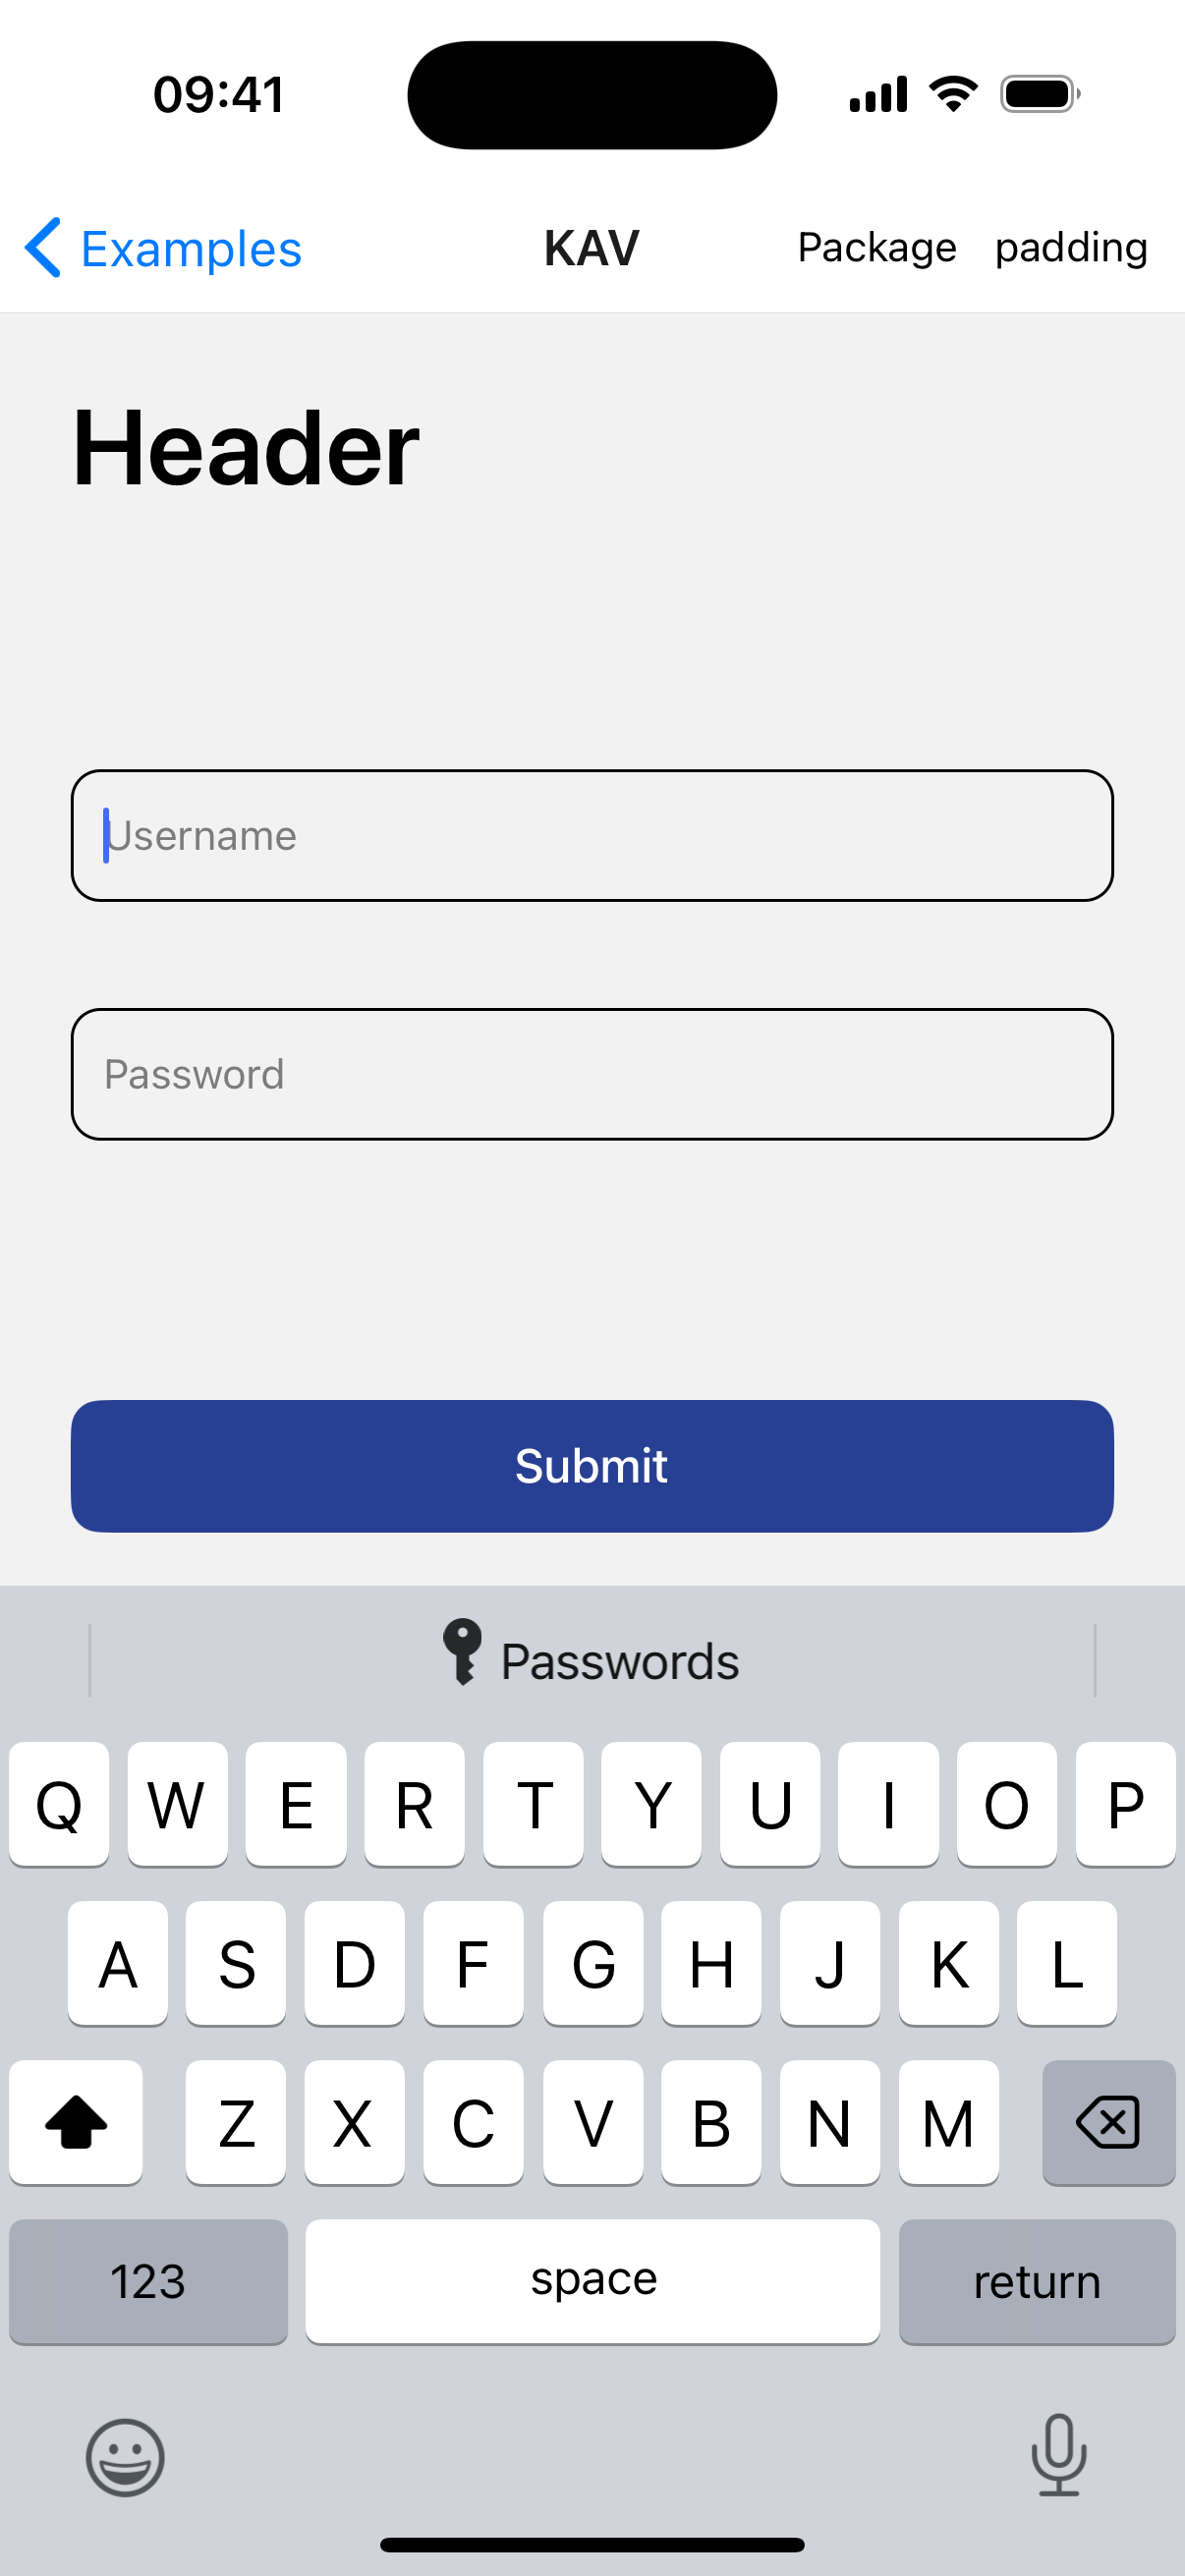 09:41
Examples KAV Package padding
Header
Username
Password
Submit
Passwords
Q W E R T Y U I O P
A S D F G H J K L
Z X C V B N M
123 space return